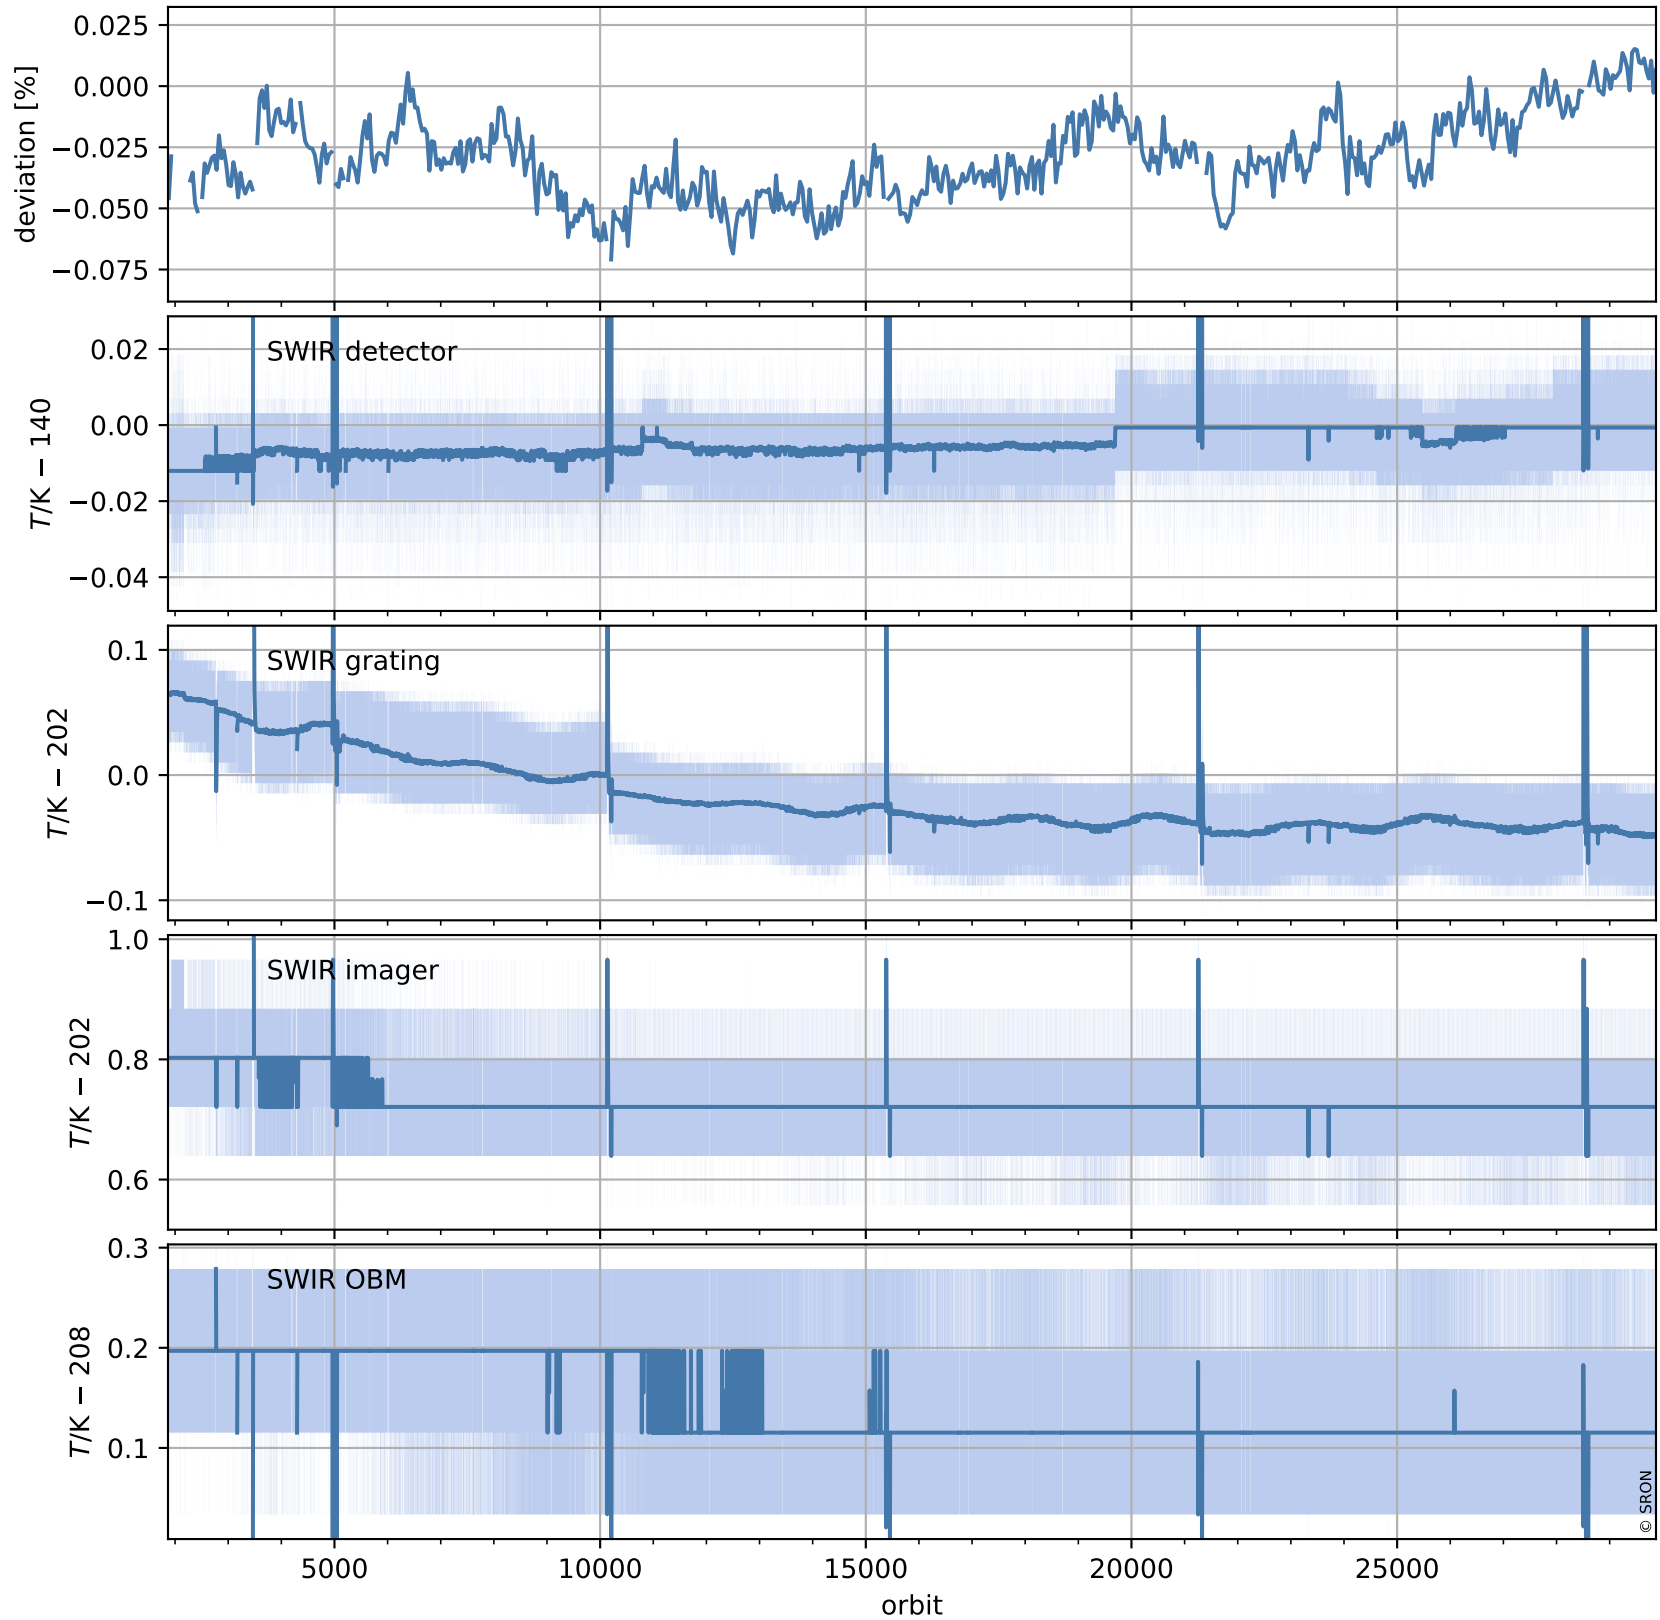 0.025
0.000
−0.025
−0.050
−0.075
deviation [%]
SWIR detector
0.02
0.00
−0.02
−0.04
T/K − 140
SWIR grating
0.1
0.0
−0.1
T/K − 202
SWIR imager
1.0
0.8
0.6
T/K − 202
SWIR OBM
0.3
0.2
0.1
T/K − 208
© SRON
5000 10000 15000 20000 25000
orbit